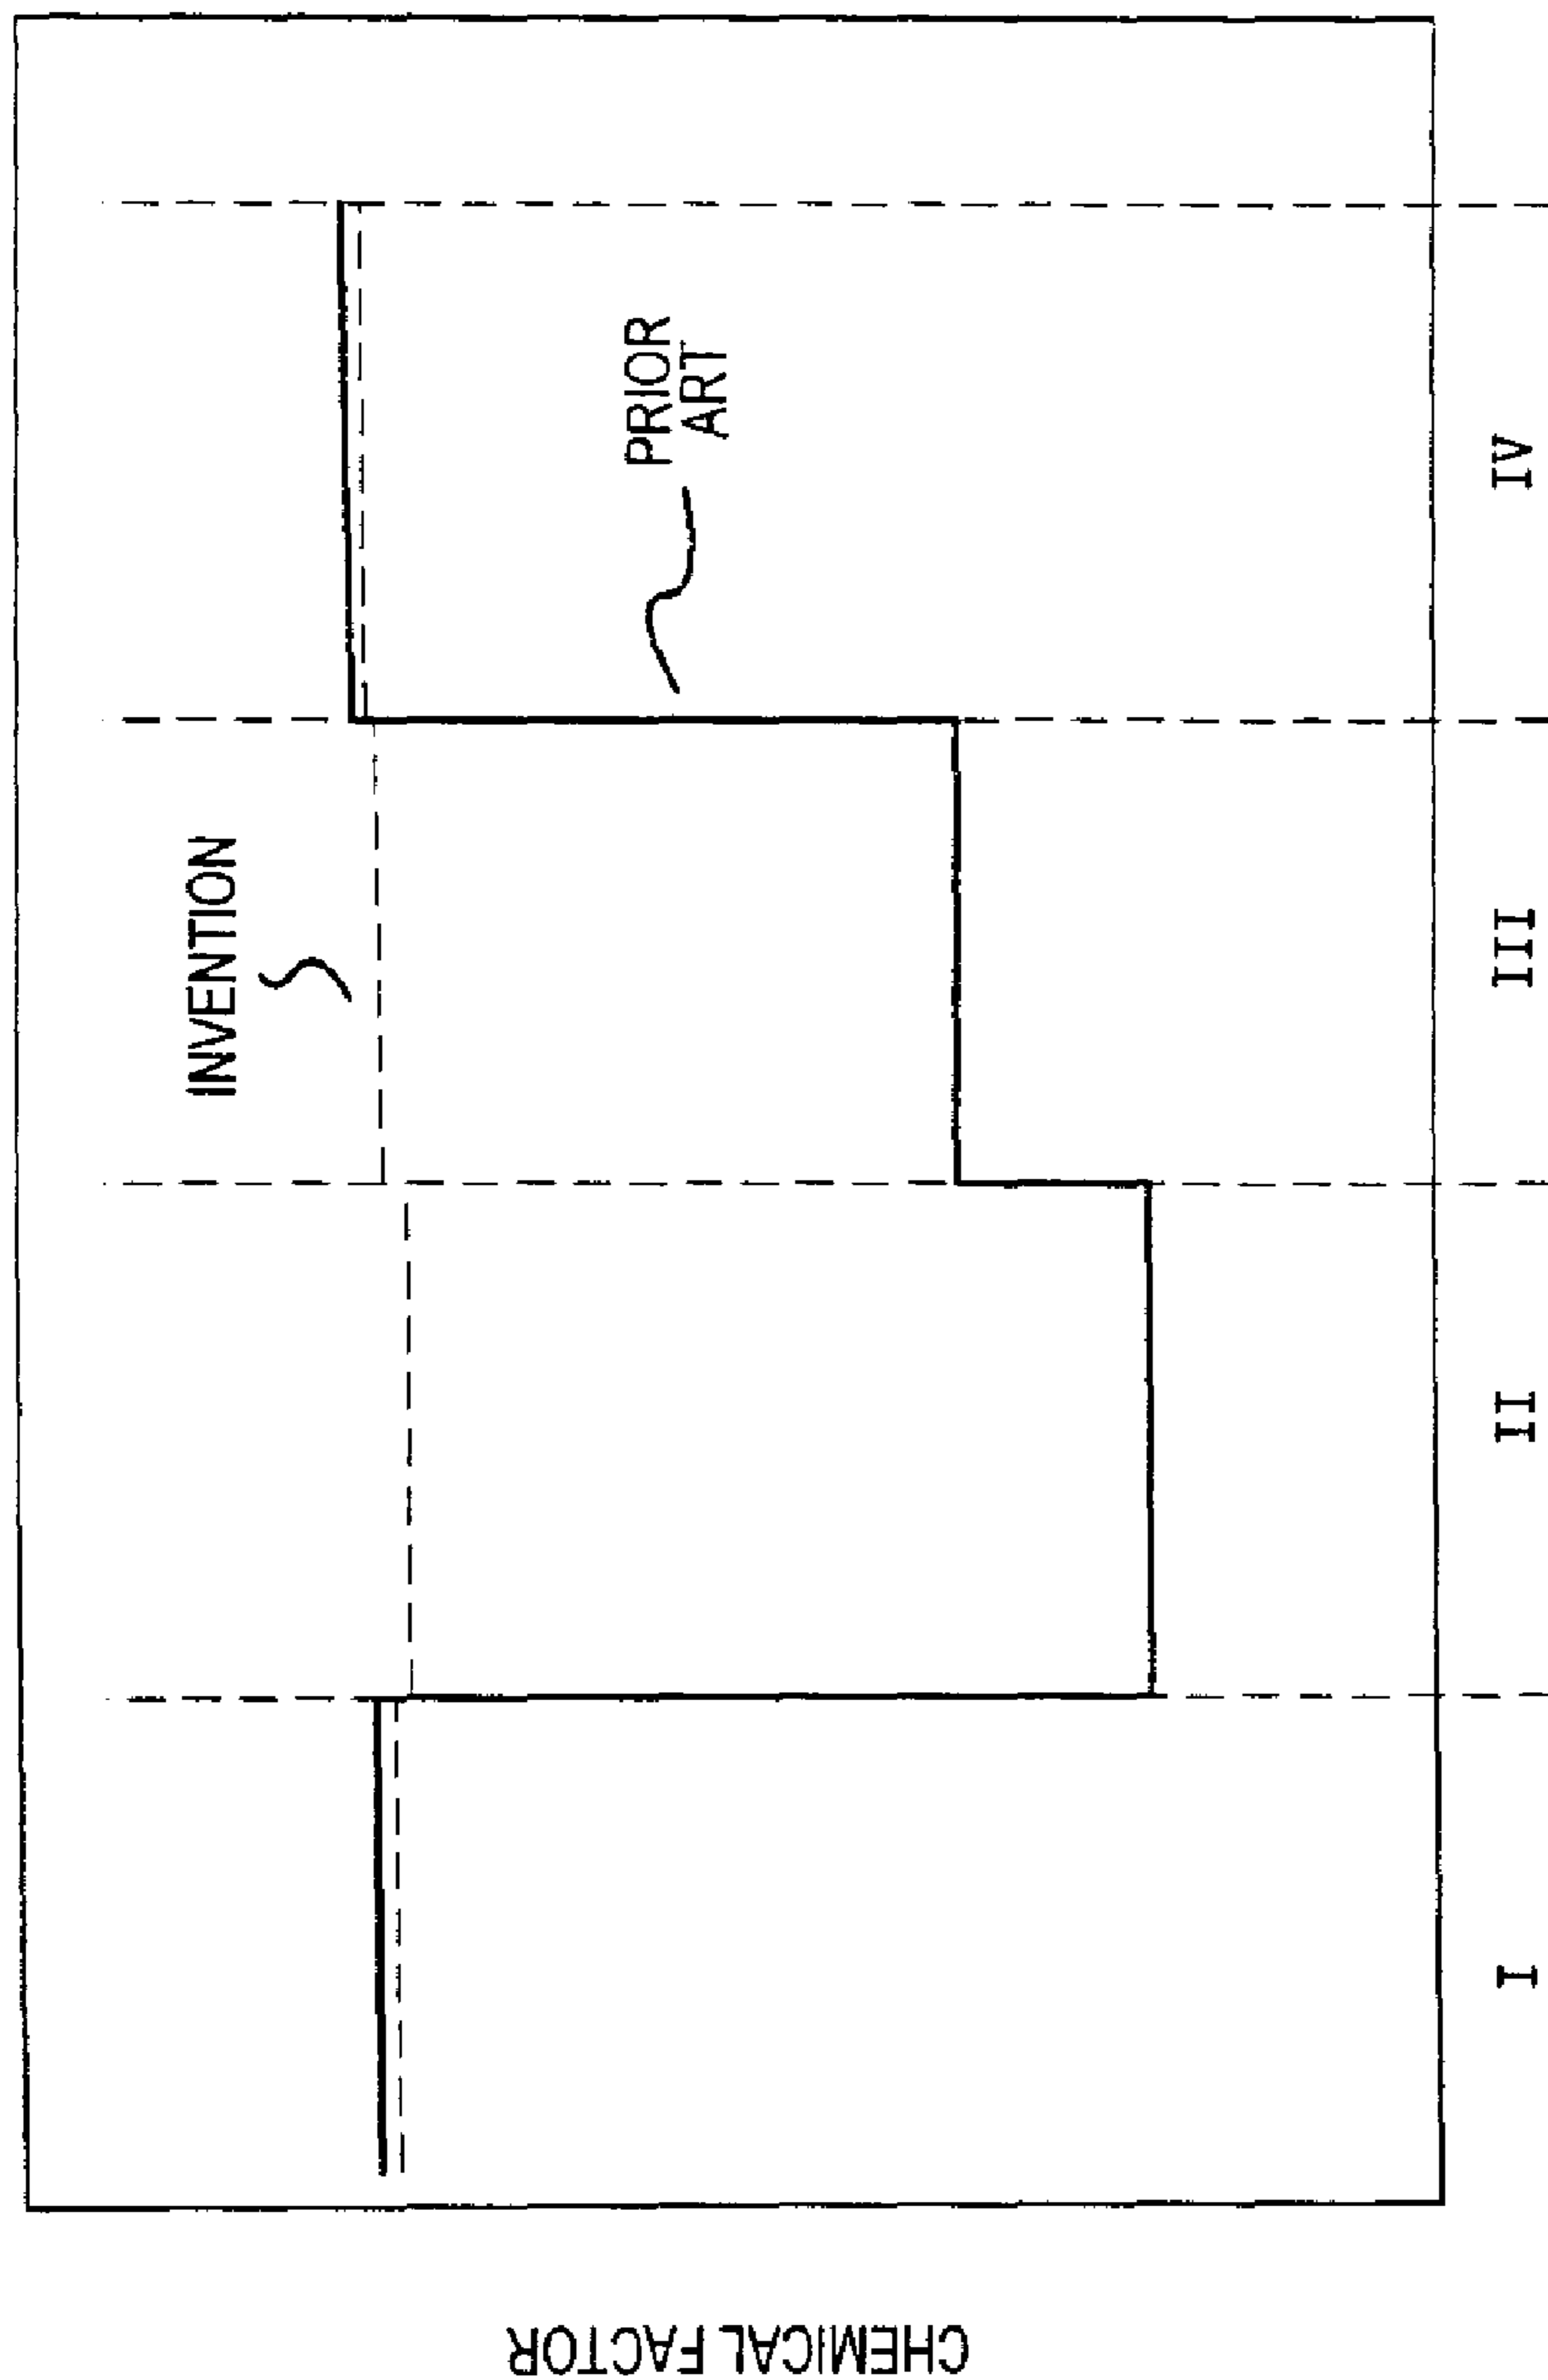 CHEMICAL FACTOR
INVENTION
PRIOR
ART
I
II
III
IV